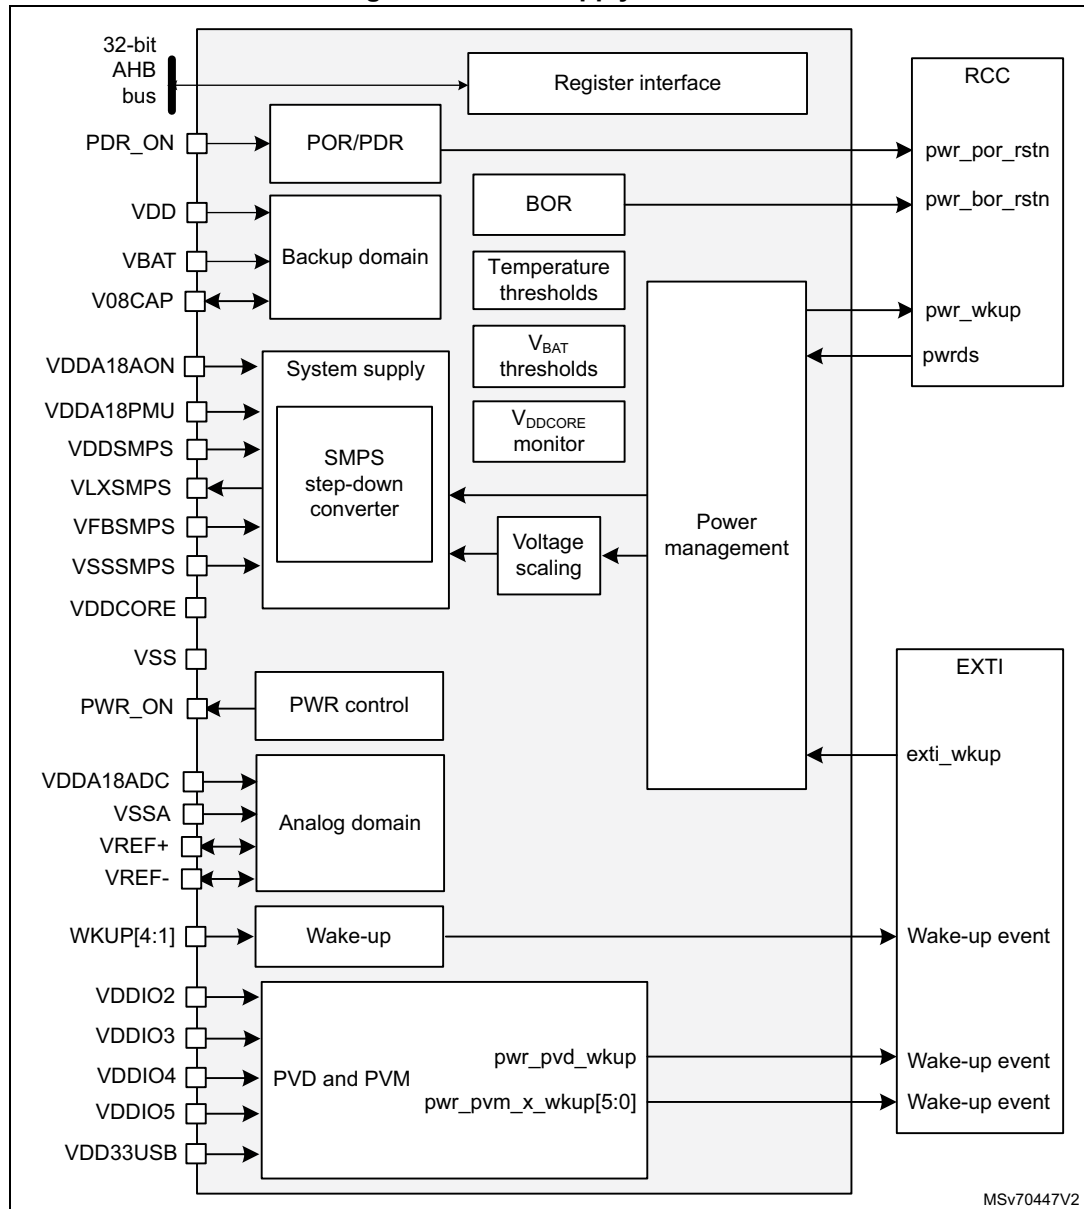 32-bit
AHB
bus
Register interface
RCC
PDR_ON
POR/PDR
pwr_por_rstn
VDD
BOR
pwr_bor_rstn
VBAT
Backup domain
V08CAP
Temperature
thresholds
pwr_wkup
VBAT
thresholds
pwrds
VDDA18AON
System supply
VDDA18PMU
VDDCORE
monitor
VDDSMPS
SMPS
step-down
converter
VLXSMPS
VFBSMPS
Voltage
scaling
Power
management
VSSSMPS
VDDCORE
VSS
EXTI
PWR_ON
PWR control
exti_wkup
VDDA18ADC
VSSA
Analog domain
VREF+
VREF-
WKUP[4:1]
Wake-up
Wake-up event
VDDIO2
VDDIO3
pwr_pvd_wkup
Wake-up event
VDDIO4
PVD and PVM
pwr_pvm_x_wkup[5:0]
Wake-up event
VDDIO5
VDD33USB
MSv70447V2